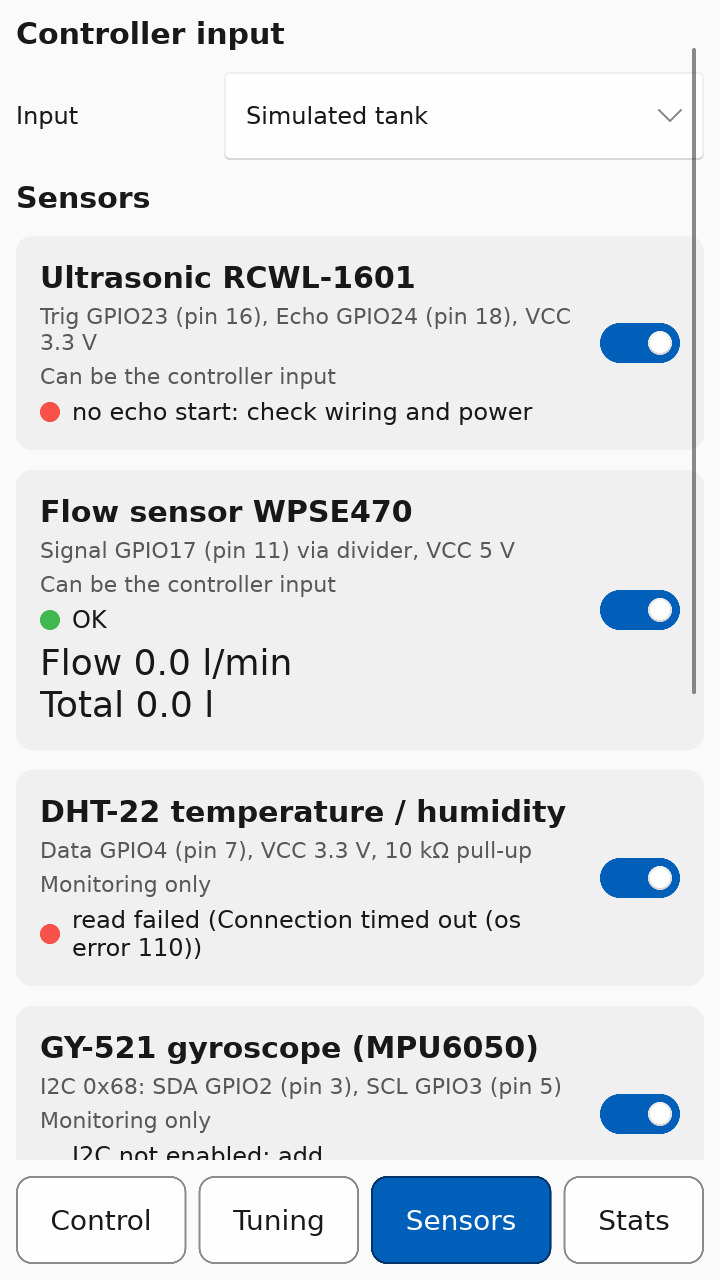 Controller input
Input
Simulated tank
Sensors
Ultrasonic RCWL-1601
Trig GPIO23 (pin 16), Echo GPIO24 (pin 18), VCC
3.3 V
Can be the controller input
no echo start: check wiring and power
Flow sensor WPSE470
Signal GPIO17 (pin 11) via divider, VCC 5 V
Can be the controller input
OK
Flow 0.0 l/min
Total 0.0 l
DHT-22 temperature / humidity
Data GPIO4 (pin 7), VCC 3.3 V, 10 kΩ pull-up
Monitoring only
read failed (Connection timed out (os
error 110))
GY-521 gyroscope (MPU6050)
I2C 0x68: SDA GPIO2 (pin 3), SCL GPIO3 (pin 5)
Monitoring only
I2C not enabled: add
Control
Tuning
Sensors
Stats